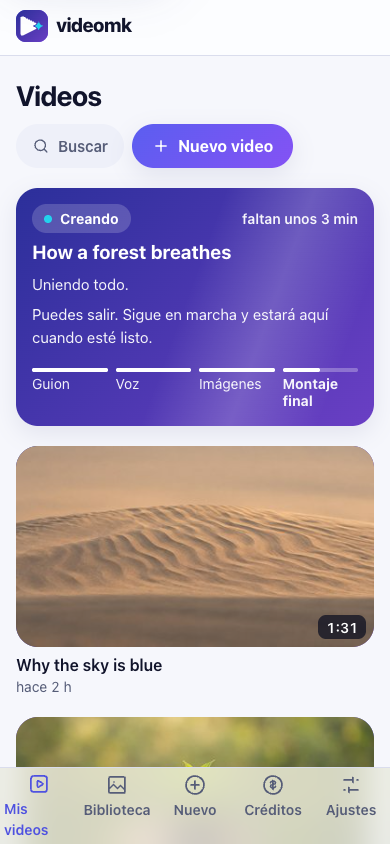 videomk
Videos
Buscar
Nuevo video
Creando
faltan unos 3 min
How a forest breathes
Uniendo todo.
Puedes salir. Sigue en marcha y estará aquí
cuando esté listo.
Guion
Voz
Imágenes
Montaje
final
1:31
Why the sky is blue
hace 2 h
Mis
videos
Biblioteca
Nuevo
Créditos
Ajustes